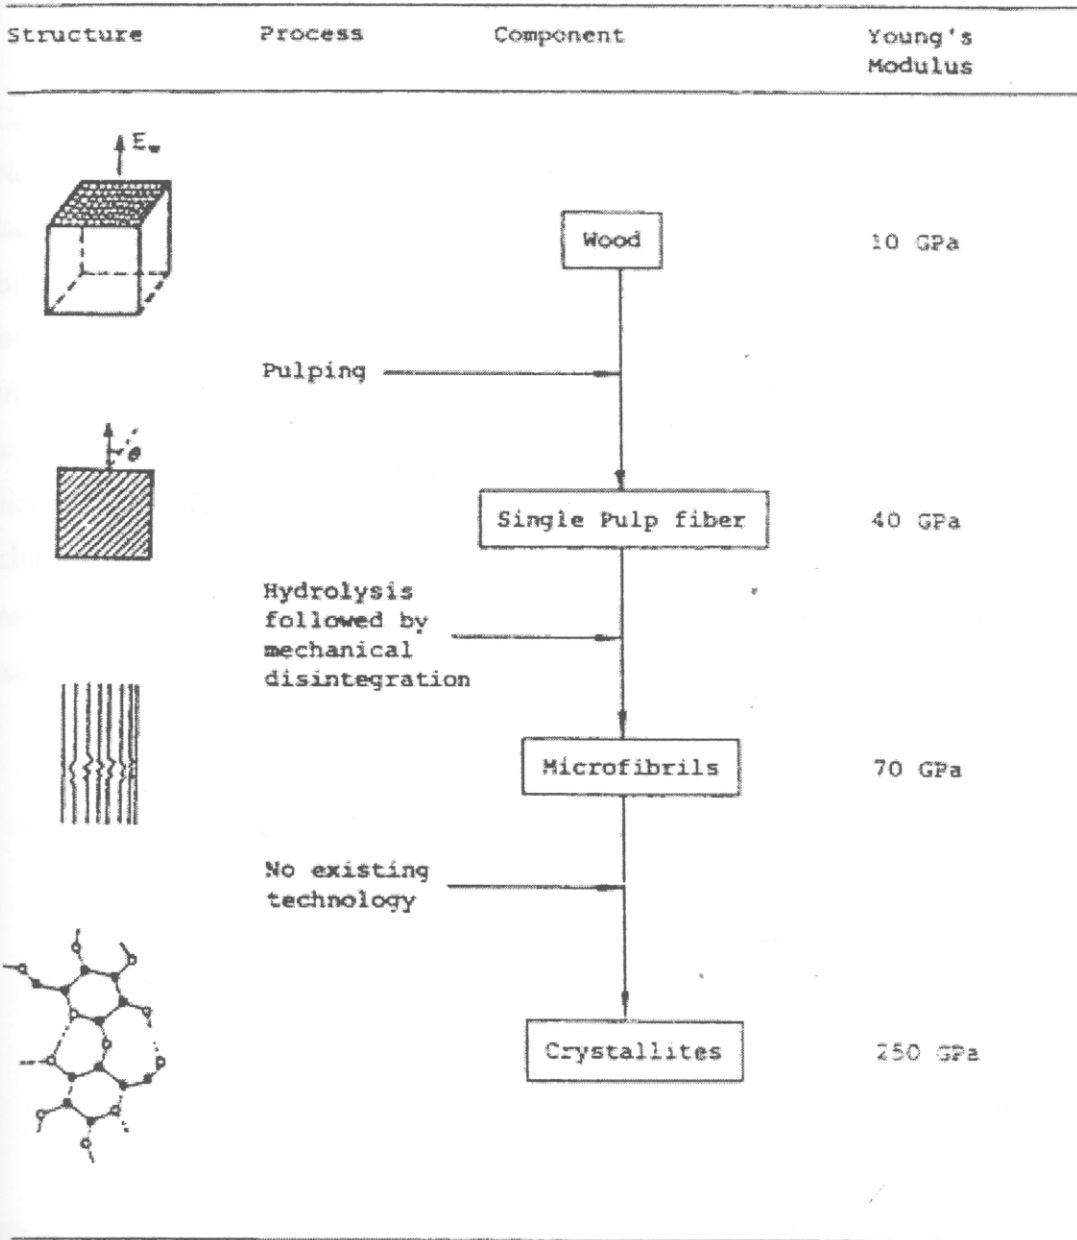 Structure Process Component Young's
Modulus
E
Wood 10 GPa
Pulping
θ
Single Pulp fiber 40 GPa
Hydrolysis
followed by
mechanical
disintegration
Microfibrils 70 GPa
No existing
technology
Crystallites 250 GPa